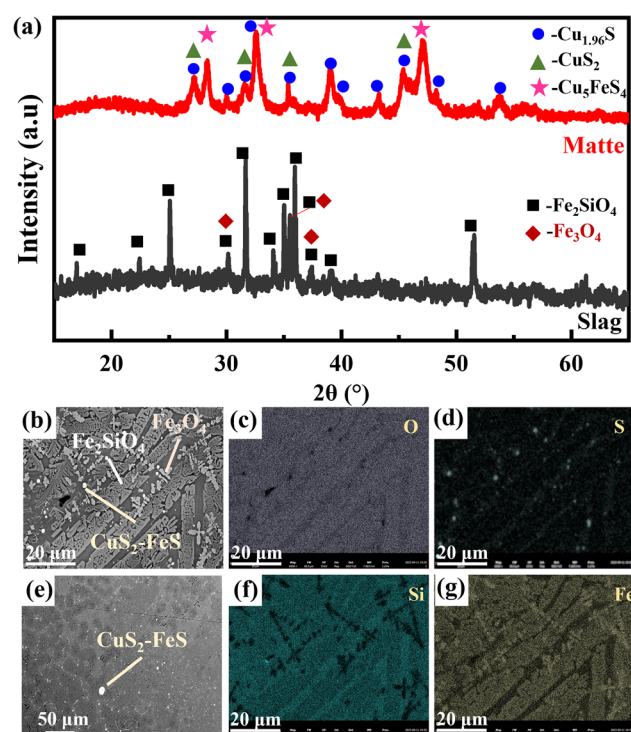 (a)
-Cu1.96S
-CuS2
-Cu5FeS4
Matte
-Fe2SiO4
-Fe3O4
Slag
Intensity (a.u)
20 30 40 50 60
2θ (°)
(b) Fe3O4
Fe2SiO4
CuS2-FeS
20 μm
(c) O
20 μm
(d) S
20 μm
(e)
CuS2-FeS
50 μm
(f) Si
20 μm
(g) Fe
20 μm